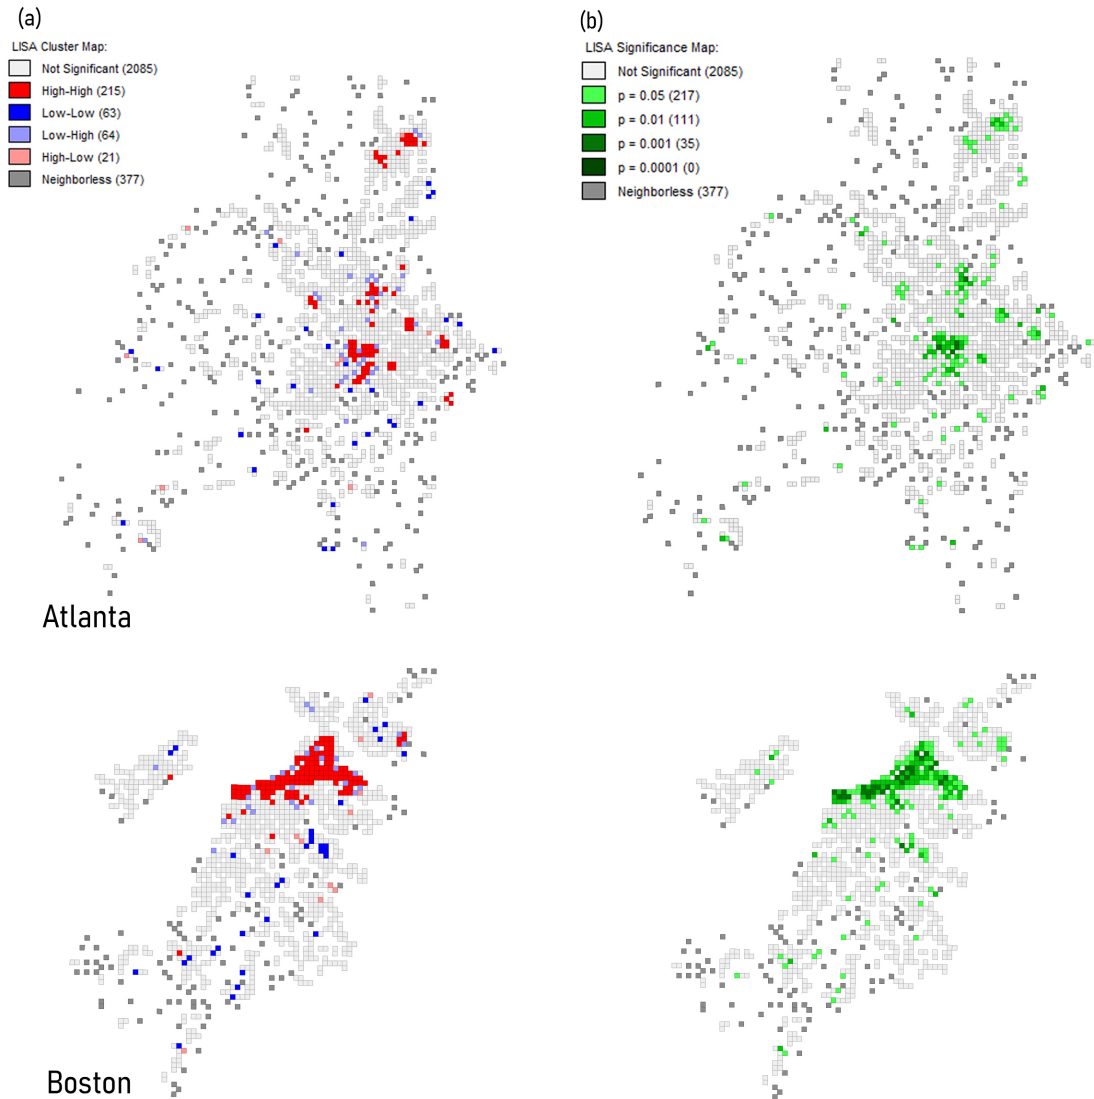 (a)
LISA Cluster Map:
Not Significant (2085)
High-High (215)
Low-Low (63)
Low-High (64)
High-Low (21)
Neighborless (377)
(b)
LISA Significance Map:
Not Significant (2085)
p = 0.05 (217)
p = 0.01 (111)
p = 0.001 (35)
p = 0.0001 (0)
Neighborless (377)
Atlanta
Boston